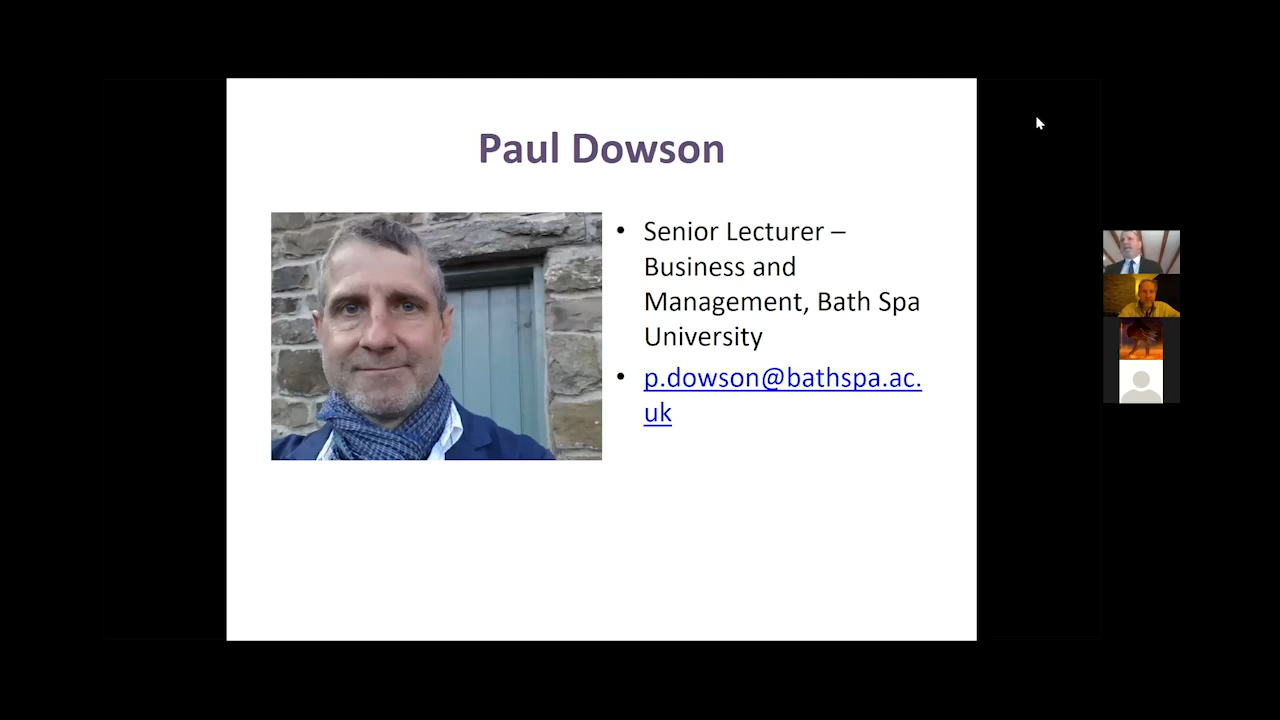 Paul Dowson
• Senior Lecturer –
Business and
Management, Bath Spa
University
• p.dowson@bathspa.ac.
uk